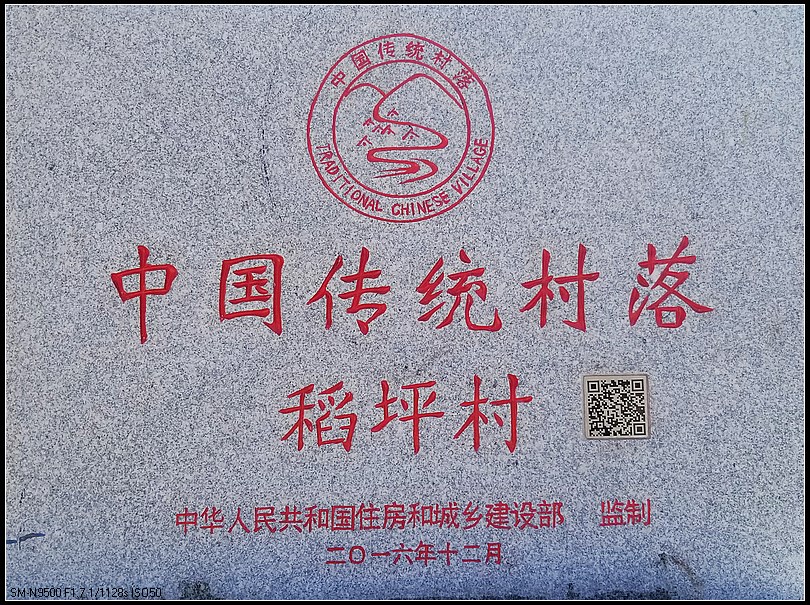 中国传统村落
TRADITIONAL CHINESE VILLAGE
中国传统村落
稻坪村
中华人民共和国住房和城乡建设部 监制
二〇一六年十二月
SM-N9500 F1.7 1/1128s ISO50